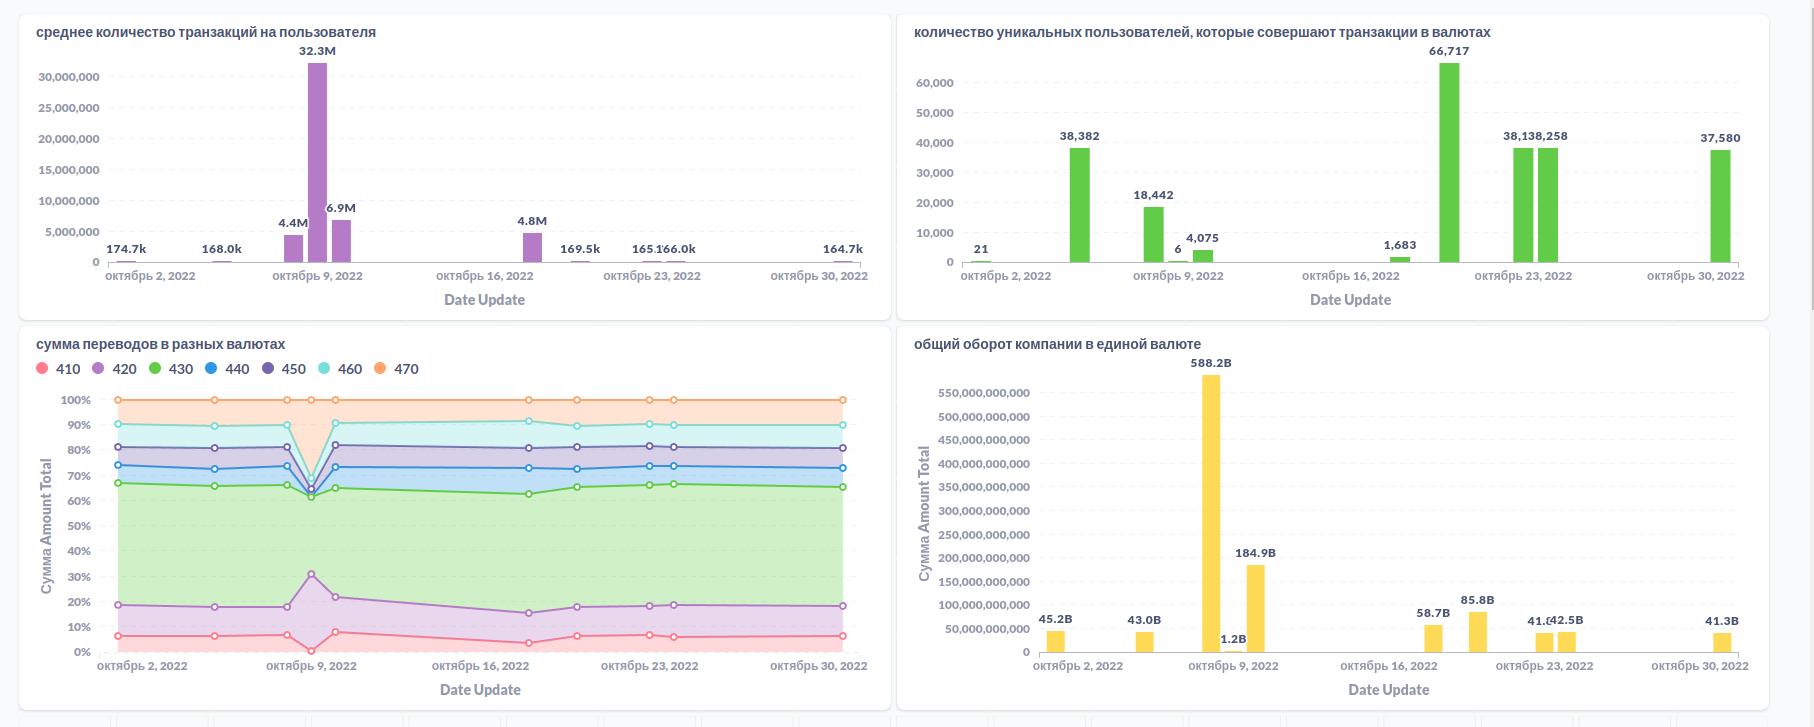 среднее количество транзакций на пользователя
32.3M
30,000,000
25,000,000
20,000,000
15,000,000
10,000,000
5,000,000
0
174.7k
168.0k
4.4M
6.9M
4.8M
169.5k
165.1
166.0k
164.7k
октябрь 2, 2022
октябрь 9, 2022
октябрь 16, 2022
октябрь 23, 2022
октябрь 30, 2022
Date Update
количество уникальных пользователей, которые совершают транзакции в валютах
66,717
60,000
50,000
40,000
30,000
20,000
10,000
0
21
38,382
18,442
6
4,075
1,683
38,1
38,258
37,580
октябрь 2, 2022
октябрь 9, 2022
октябрь 16, 2022
октябрь 23, 2022
октябрь 30, 2022
Date Update
сумма переводов в разных валютах
410 420 430 440 450 460 470
100%
90%
80%
70%
60%
50%
40%
30%
20%
10%
0%
Сумма Amount Total
октябрь 2, 2022
октябрь 9, 2022
октябрь 16, 2022
октябрь 23, 2022
октябрь 30, 2022
Date Update
общий оборот компании в единой валюте
588.2B
550,000,000,000
500,000,000,000
450,000,000,000
400,000,000,000
350,000,000,000
300,000,000,000
250,000,000,000
200,000,000,000
150,000,000,000
100,000,000,000
50,000,000,000
0
Сумма Amount Total
45.2B
43.0B
1.2B
184.9B
58.7B
85.8B
42.5B
41.3B
октябрь 2, 2022
октябрь 9, 2022
октябрь 16, 2022
октябрь 23, 2022
октябрь 30, 2022
Date Update